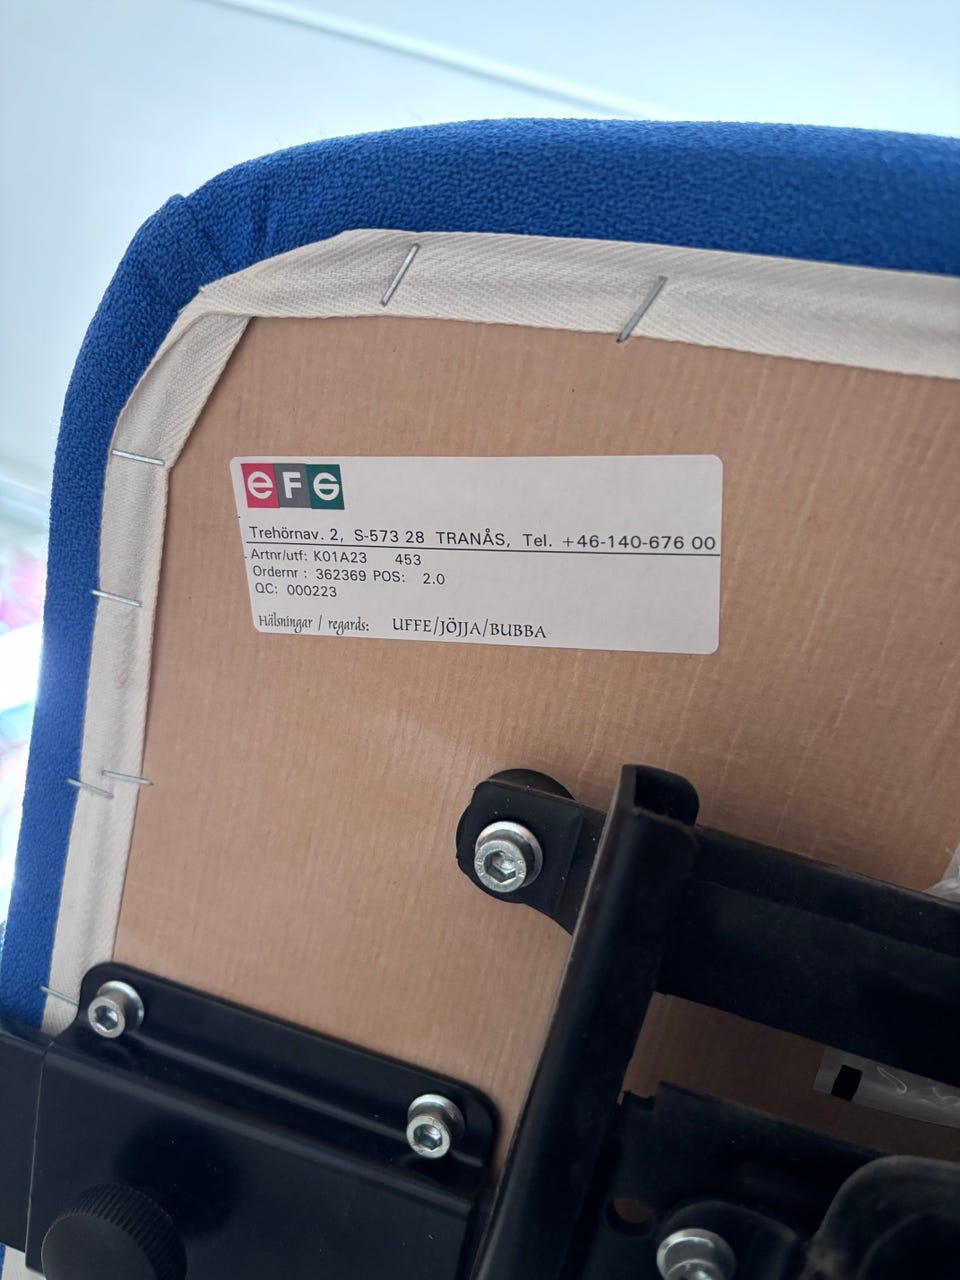 EFG
Trehörnav. 2, S-573 28 TRANÅS, Tel. +46-140-676 00
Artnr/utf: K01A23 453
Ordernr : 362369 POS: 2.0
QC: 000223
Hälsningar / regards: UFFE/JÖJJA/BUBBA